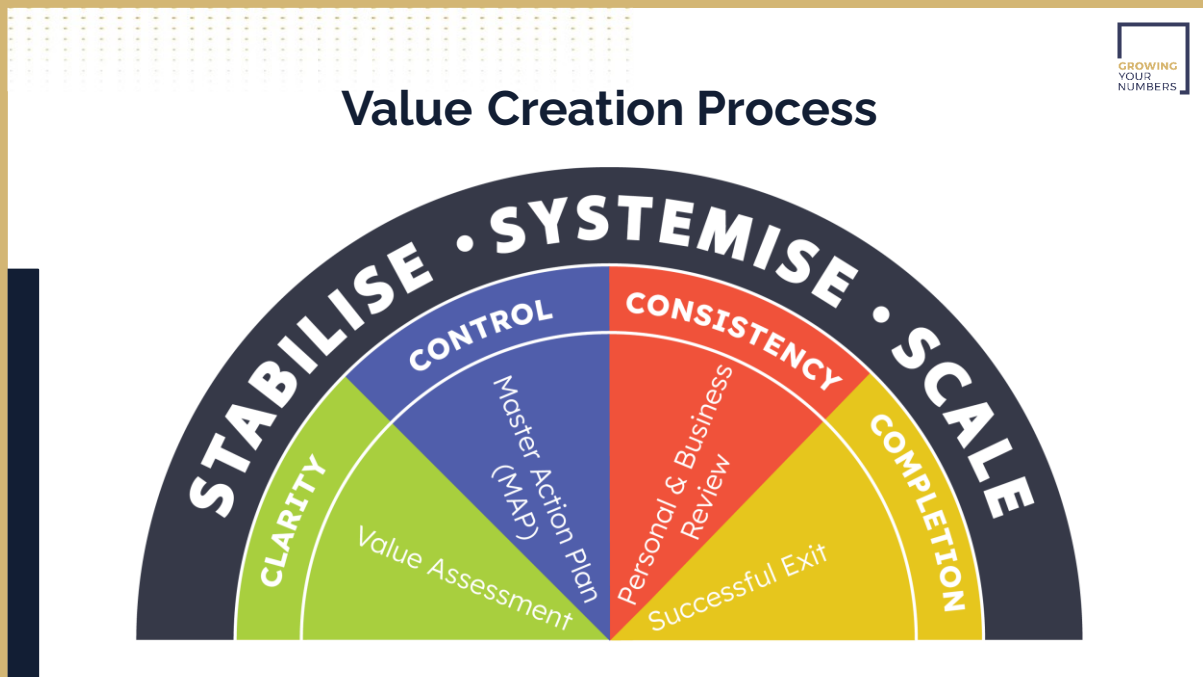 GROWING
YOUR
NUMBERS
Value Creation Process
STABILISE • SYSTEMISE • SCALE
CLARITY
CONTROL
CONSISTENCY
COMPLETION
Value Assessment
Master Action Plan
(MAP)
Personal & Business
Review
Successful Exit